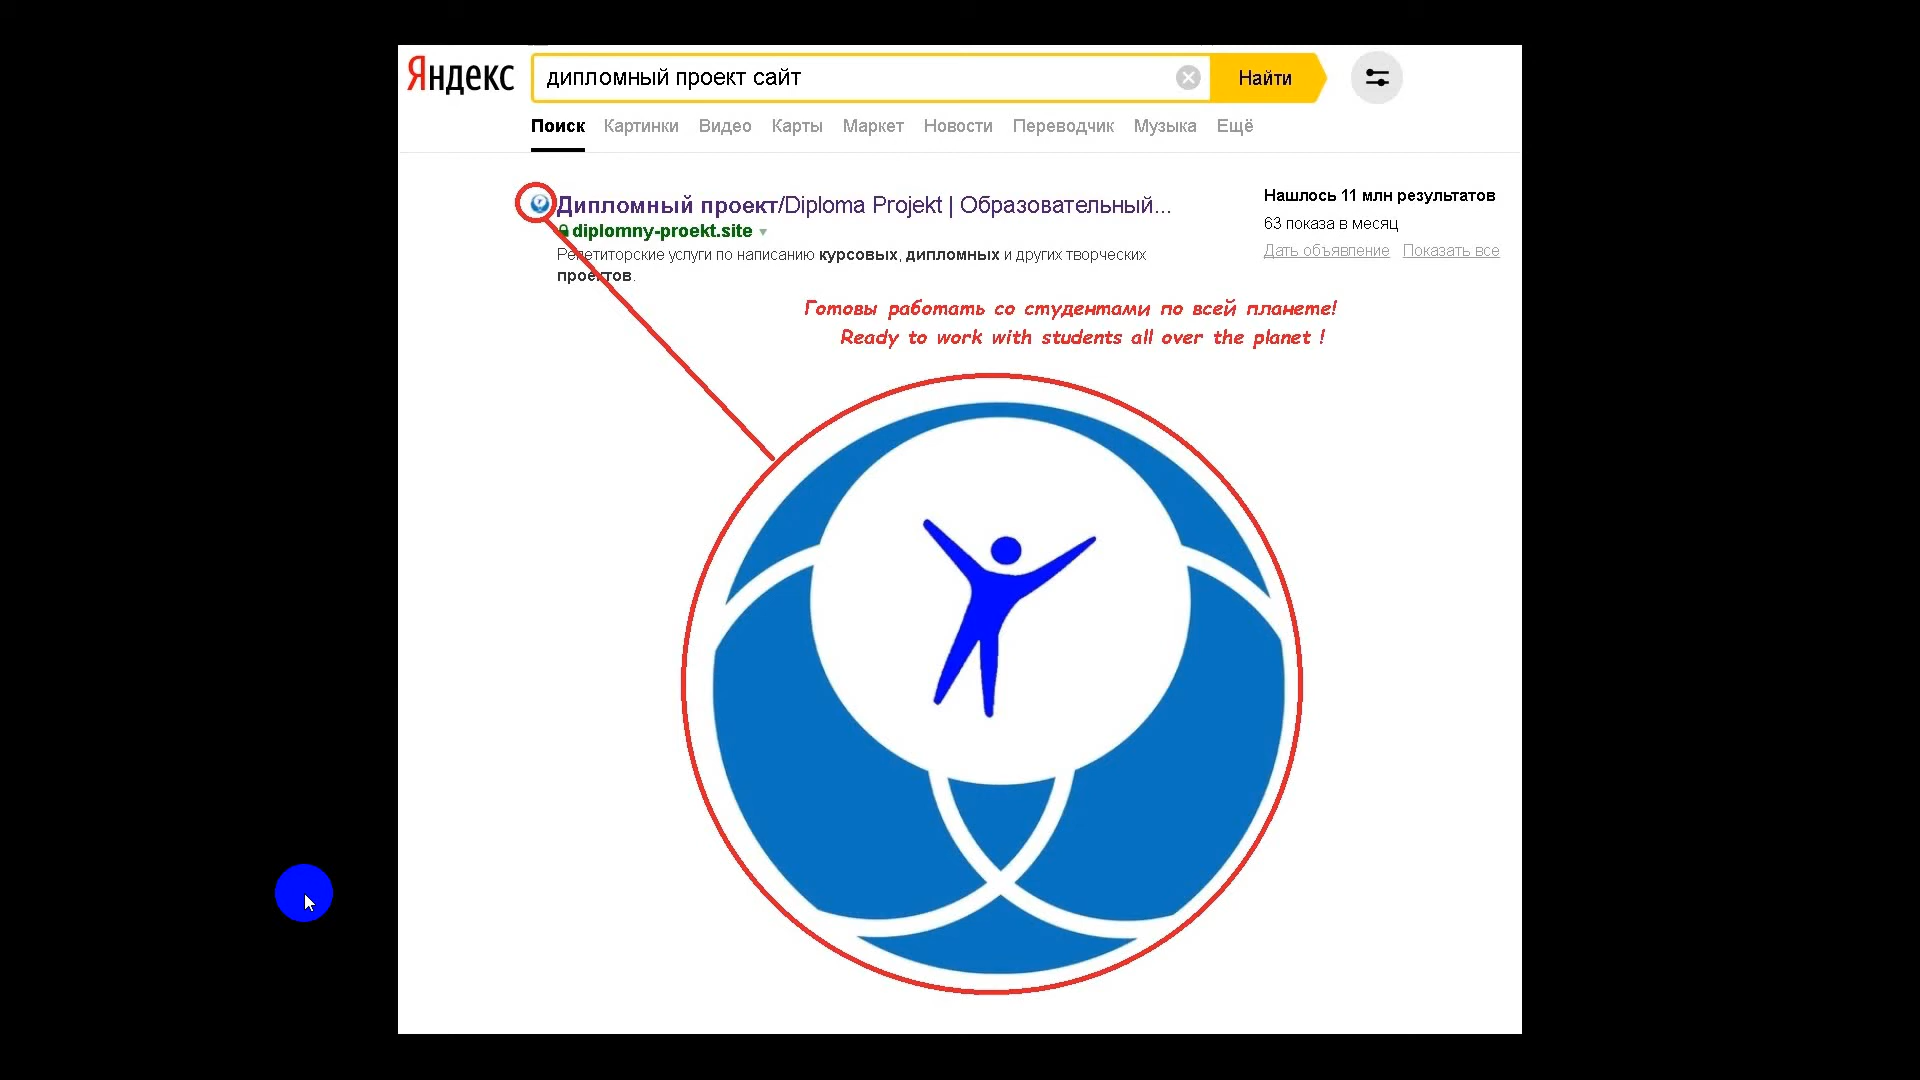 Яндекс
дипломный проект сайт
Найти
Поиск Картинки Видео Карты Маркет Новости Переводчик Музыка Ещё
Дипломный проект/Diploma Projekt | Образовательный...
diplomny-proekt.site
Репетиторские услуги по написанию курсовых, дипломных и других творческих
проектов.
Нашлось 11 млн результатов
63 показа в месяц
Дать объявление Показать все
Готовы работать со студентами по всей планете!
Ready to work with students all over the planet !